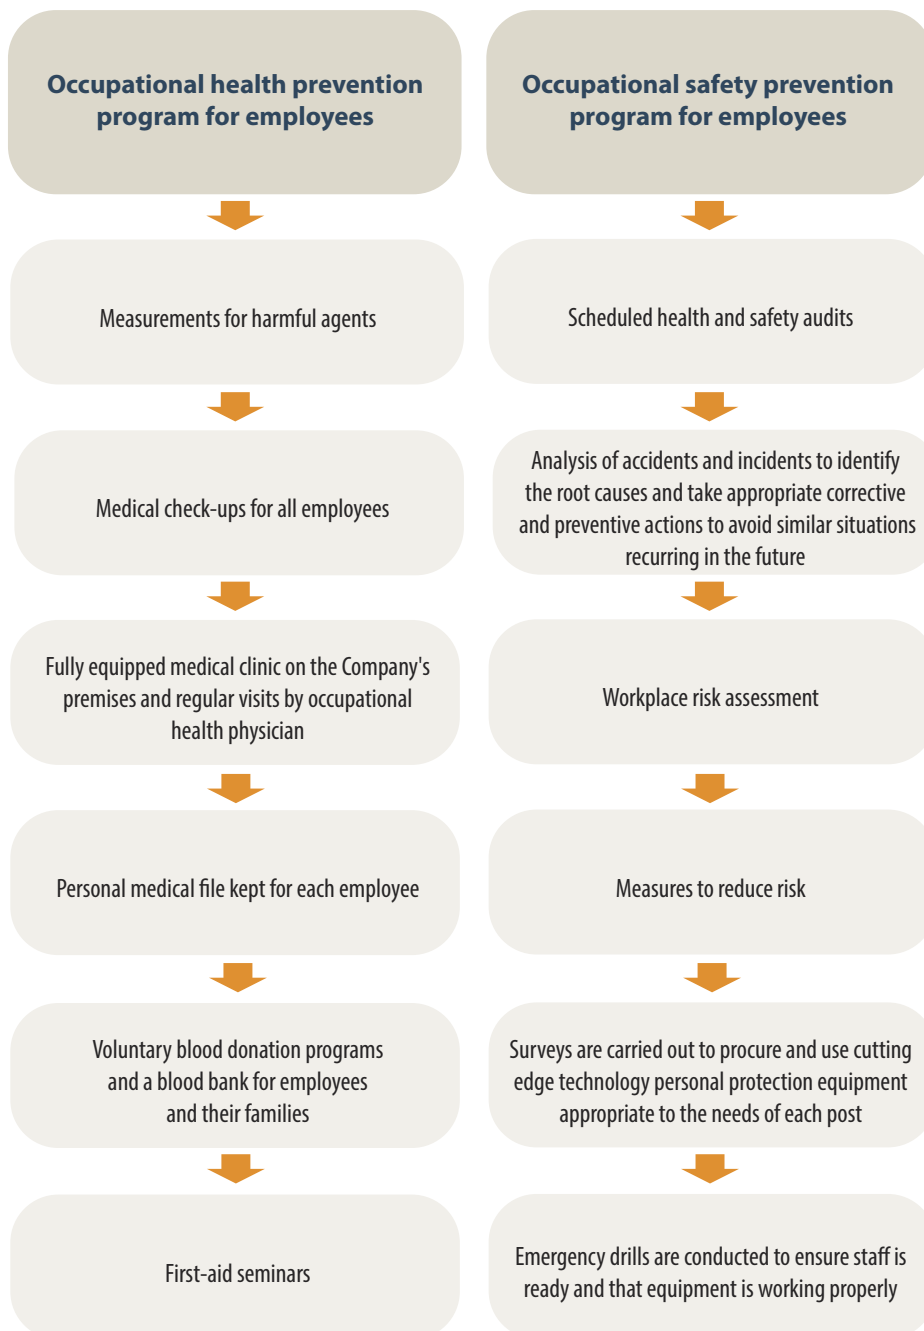 Occupational health prevention
program for employees
Measurements for harmful agents
Medical check-ups for all employees
Fully equipped medical clinic on the Company's
premises and regular visits by occupational
health physician
Personal medical file kept for each employee
Voluntary blood donation programs
and a blood bank for employees
and their families
First-aid seminars
Occupational safety prevention
program for employees
Scheduled health and safety audits
Analysis of accidents and incidents to identify
the root causes and take appropriate corrective
and preventive actions to avoid similar situations
recurring in the future
Workplace risk assessment
Measures to reduce risk
Surveys are carried out to procure and use cutting
edge technology personal protection equipment
appropriate to the needs of each post
Emergency drills are conducted to ensure staff is
ready and that equipment is working properly